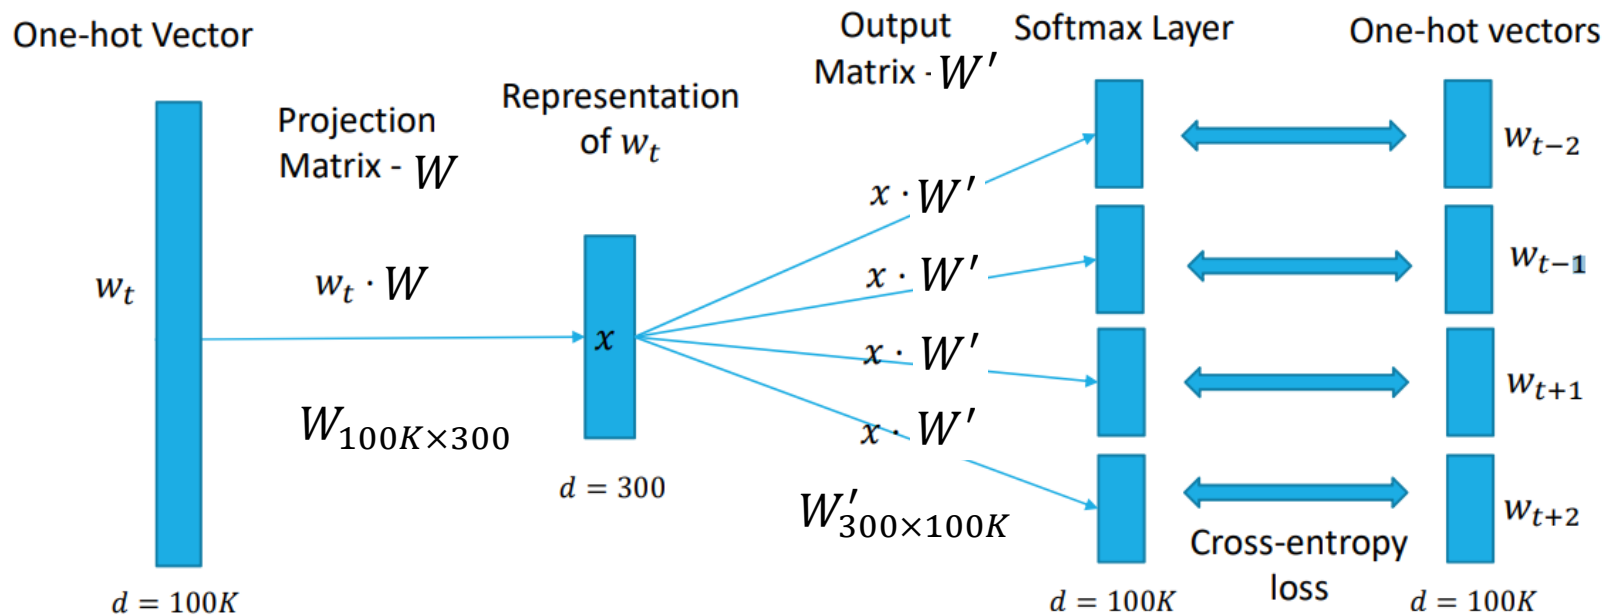 One-hot Vector
Projection
Matrix - W
Representation
of w_t
Output
Matrix - W′
Softmax Layer
One-hot vectors
w_t
w_t · W
x
x · W′
x · W′
x · W′
x · W′
w_{t−2}
w_{t−1}
w_{t+1}
w_{t+2}
W_{100K×300}
d = 300
W′_{300×100K}
Cross-entropy
loss
d = 100K
d = 100K
d = 100K